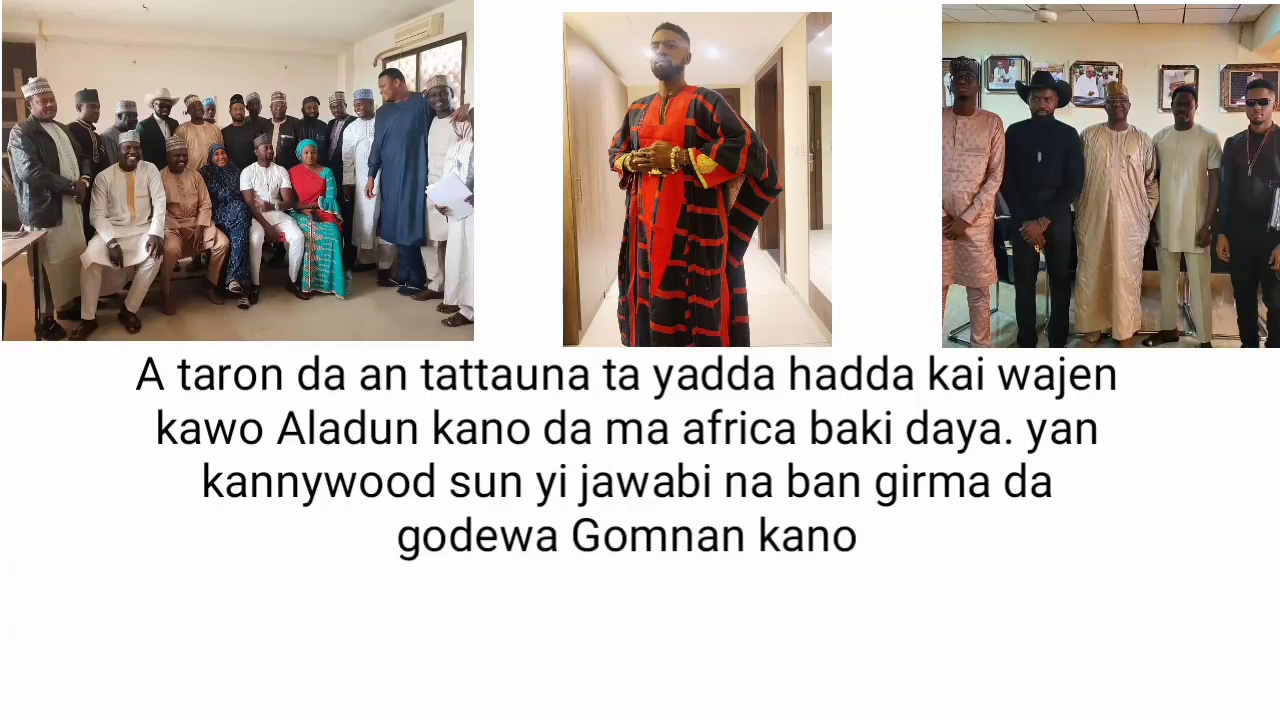 A taron da an tattauna ta yadda hadda kai wajen
kawo Aladun kano da ma africa baki daya. yan
kannywood sun yi jawabi na ban girma da
godewa Gomnan kano